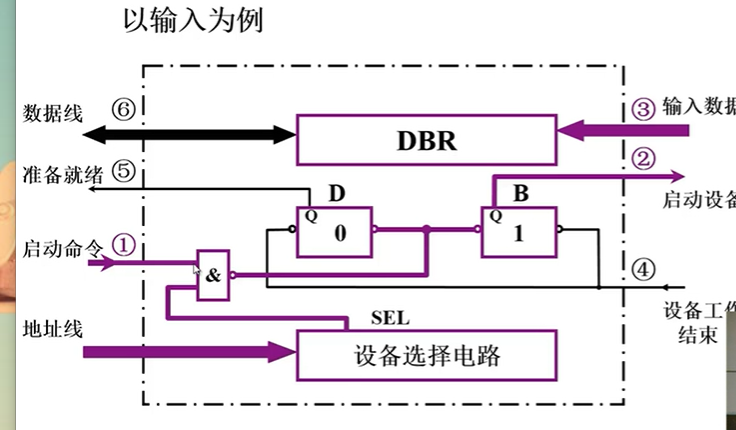 以输入为例
数据线 ⑥
DBR
③ 输入数据
准备就绪 ⑤
②
启动设备
D
Q
0
B
Q
1
启动命令 ①
&
④
设备工作
结束
SEL
地址线
设备选择电路